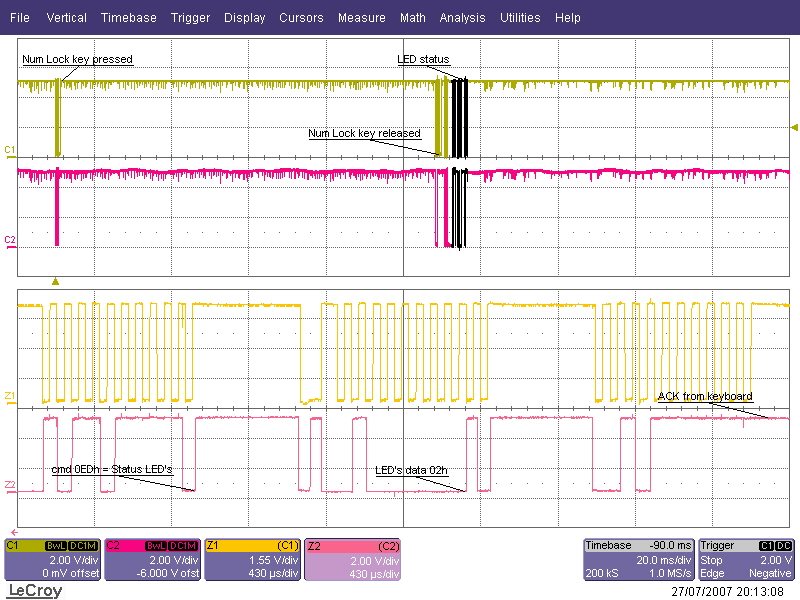 File Vertical Timebase Trigger Display Cursors Measure Math Analysis Utilities Help
Num Lock key pressed
LED status
Num Lock key released
C1
C2
Z1
ACK from keyboard
cmd 0EDh = Status LED's
LED's data 02h
Z2
C1 BwL DC1M
2.00 V/div
0 mV offset
C2 BwL DC1M
2.00 V/div
-6.000 V ofst
Z1 (C1)
1.55 V/div
430 µs/div
Z2 (C2)
2.00 V/div
430 µs/div
Timebase -90.0 ms
20.0 ms/div
200 kS 1.0 MS/s
Trigger C1 DC
Stop 2.00 V
Edge Negative
LeCroy
27/07/2007 20:13:08